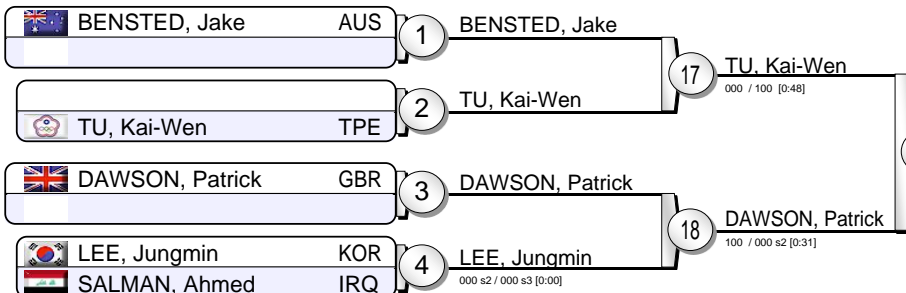 BENSTED, Jake AUS
1
BENSTED, Jake
17
TU, Kai-Wen
000 / 100 [0:48]
2
TU, Kai-Wen
TU, Kai-Wen TPE
DAWSON, Patrick GBR
3
DAWSON, Patrick
18
DAWSON, Patrick
100 / 000 s2 [0:31]
LEE, Jungmin KOR
4
LEE, Jungmin
000 s2 / 000 s3 [0:00]
SALMAN, Ahmed IRQ